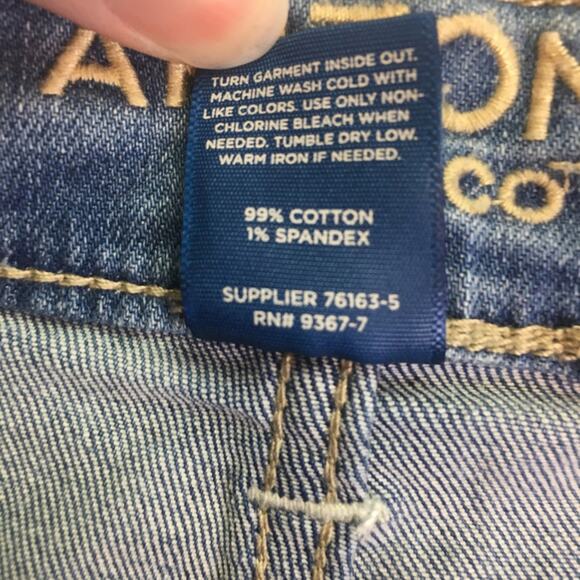 TURN GARMENT INSIDE OUT.
MACHINE WASH COLD WITH
LIKE COLORS. USE ONLY NON-
CHLORINE BLEACH WHEN
NEEDED. TUMBLE DRY LOW.
WARM IRON IF NEEDED.
99% COTTON
1% SPANDEX
SUPPLIER 76163-5
RN# 9367-7
CO™